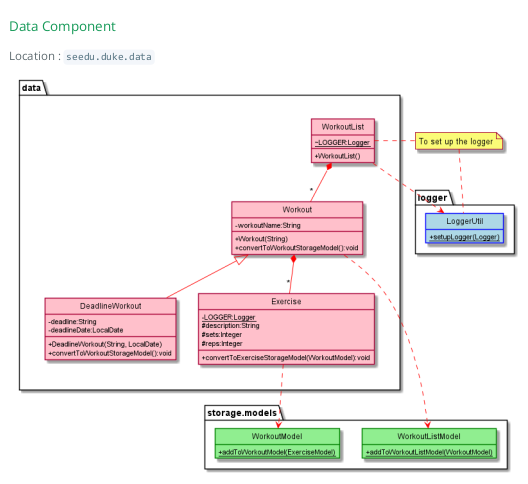 Data Component
Location : seedu.duke.data
data
WorkoutList
-LOGGER:Logger
+WorkoutList()
To set up the logger
*
logger
LoggerUtil
+setupLogger(Logger)
Workout
-workoutName:String
+Workout(String)
+convertToWorkoutStorageModel():void
*
DeadlineWorkout
-deadline:String
-deadlineDate:LocalDate
+DeadlineWorkout(String, LocalDate)
+convertToWorkoutStorageModel():void
Exercise
-LOGGER:Logger
#description:String
#sets:Integer
#reps:Integer
+convertToExerciseStorageModel(WorkoutModel):void
storage.models
WorkoutModel
+addToWorkoutModel(ExerciseModel)
WorkoutListModel
+addToWorkoutListModel(WorkoutModel)